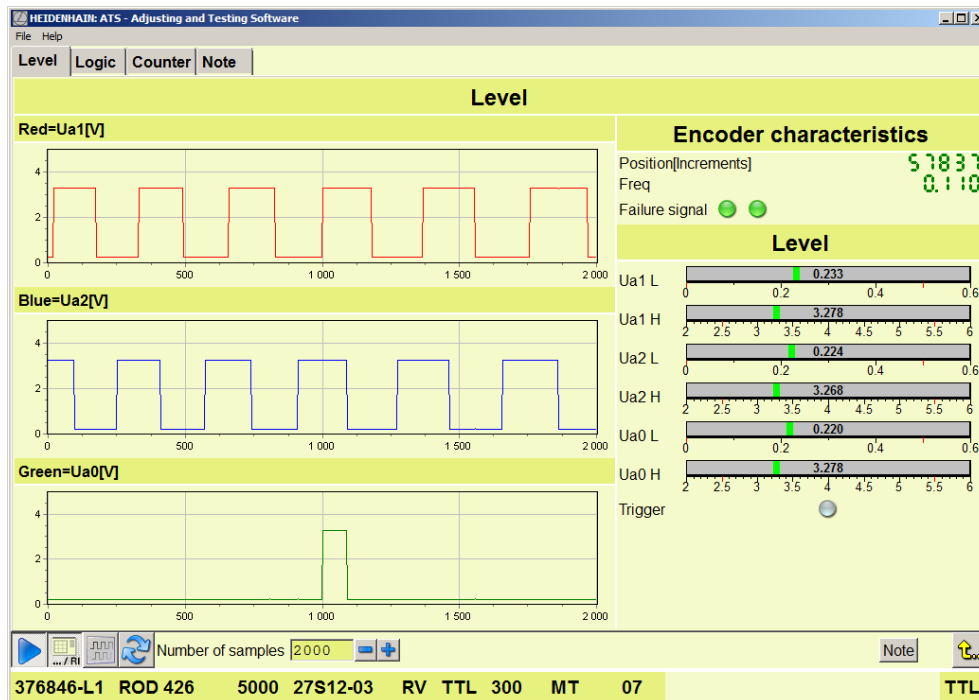 HEIDENHAIN: ATS - Adjusting and Testing Software
File Help
Level Logic Counter Note
Level
Red=Ua1[V]
4
2
0
0 500 1 000 1 500 2 000
Blue=Ua2[V]
4
2
0
0 500 1 000 1 500 2 000
Green=Ua0[V]
4
2
0
0 500 1 000 1 500 2 000
Encoder characteristics
Position[Increments] 57837
Freq 0.110
Failure signal
Level
Ua1 L 0.233
0 0.2 0.4 0.6
Ua1 H 3.278
2 2.5 3 3.5 4 4.5 5 5.5 6
Ua2 L 0.224
0 0.2 0.4 0.6
Ua2 H 3.268
2 2.5 3 3.5 4 4.5 5 5.5 6
Ua0 L 0.220
0 0.2 0.4 0.6
Ua0 H 3.278
2 2.5 3 3.5 4 4.5 5 5.5 6
Trigger
... / RI Number of samples 2000 Note
376846-L1 ROD 426 5000 27S12-03 RV TTL 300 MT 07 TTL